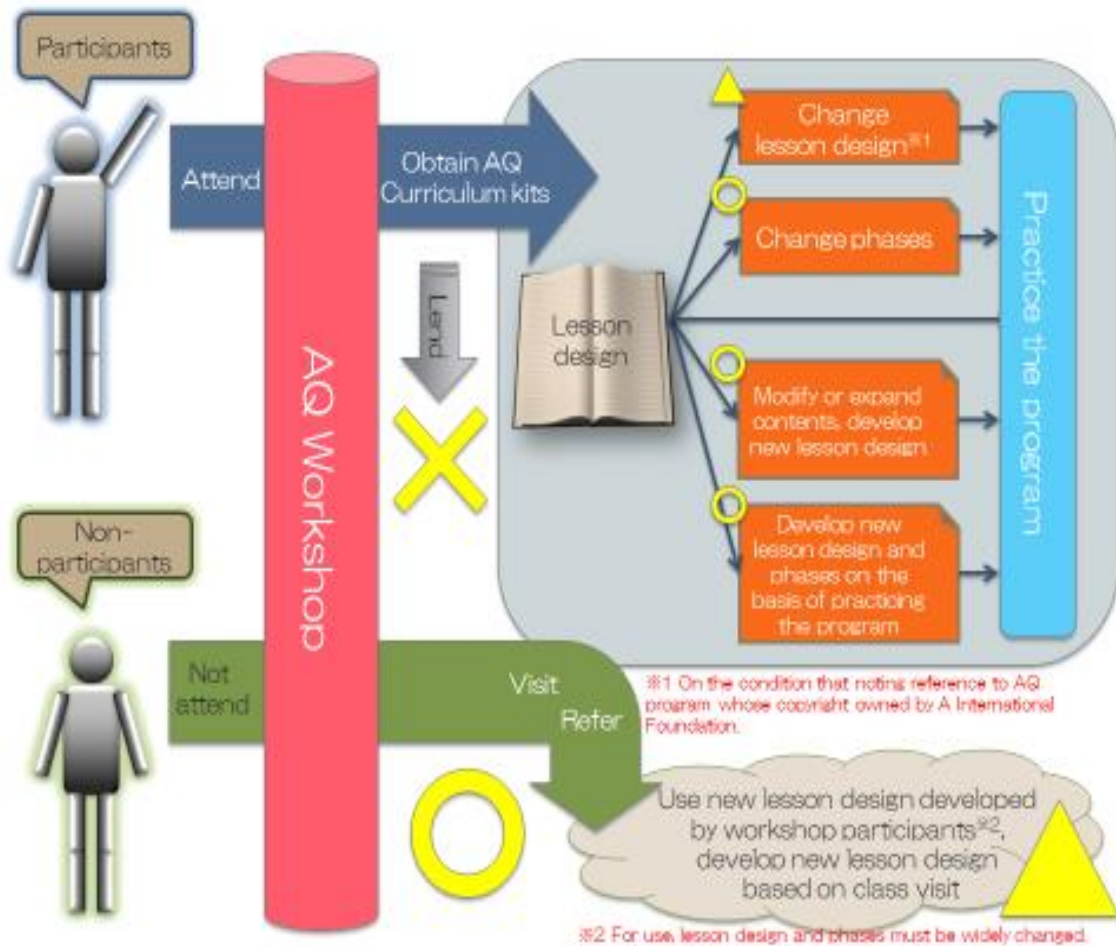 Participants
Attend
Obtain AQ
Curriculum kits
Lend
AQ Workshop
Lesson
design
Change
lesson design※1
Change phases
Modify or expand
contents, develop
new lesson design
Develop new
lesson design and
phases on the
basis of practicing
the program
Practice the program
Non-
participants
Not
attend
Visit
Refer
※1 On the condition that noting reference to AQ
program whose copyright owned by A International
Foundation.
Use new lesson design developed
by workshop participants※2,
develop new lesson design
based on class visit
※2 For use, lesson design and phases must be widely changed.